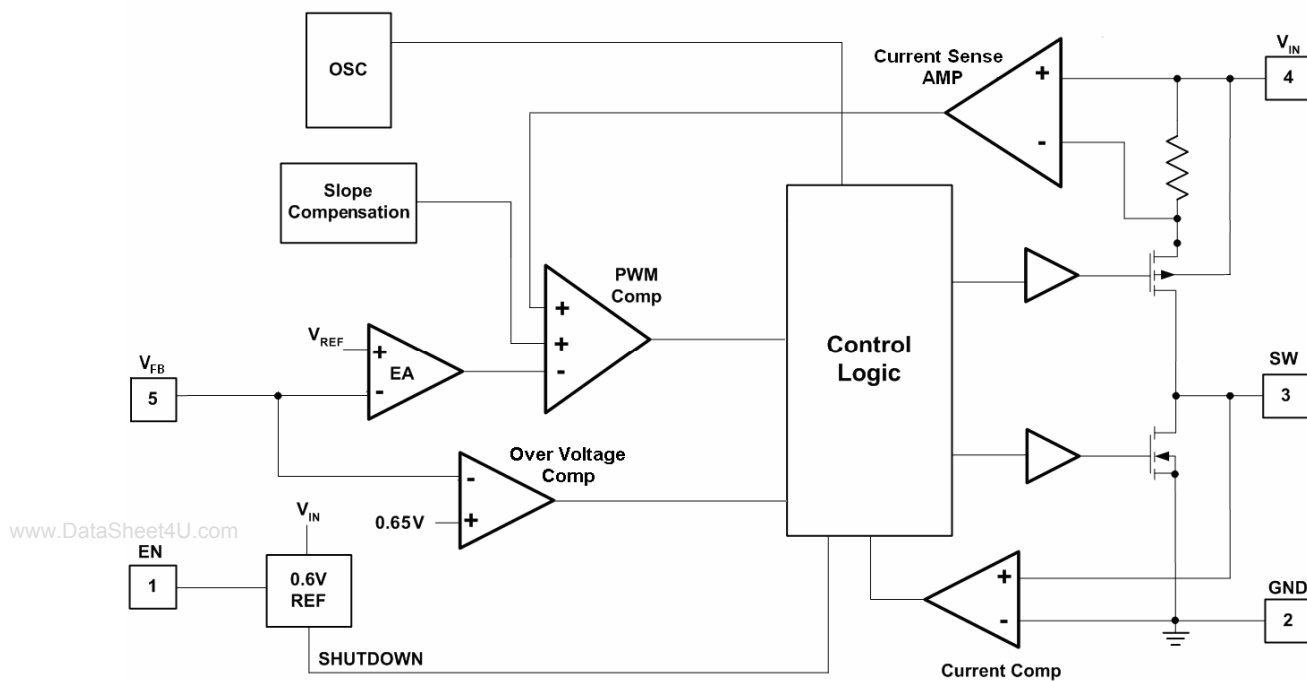 OSC
Current Sense
AMP
+
-
V_IN
4
Slope
Compensation
PWM
Comp
+
+
-
Control
Logic
V_REF
+
EA
-
V_FB
5
SW
3
Over Voltage
Comp
-
+
0.65V
www.DataSheet4U.com
V_IN
EN
1
0.6V
REF
SHUTDOWN
+
-
Current Comp
GND
2